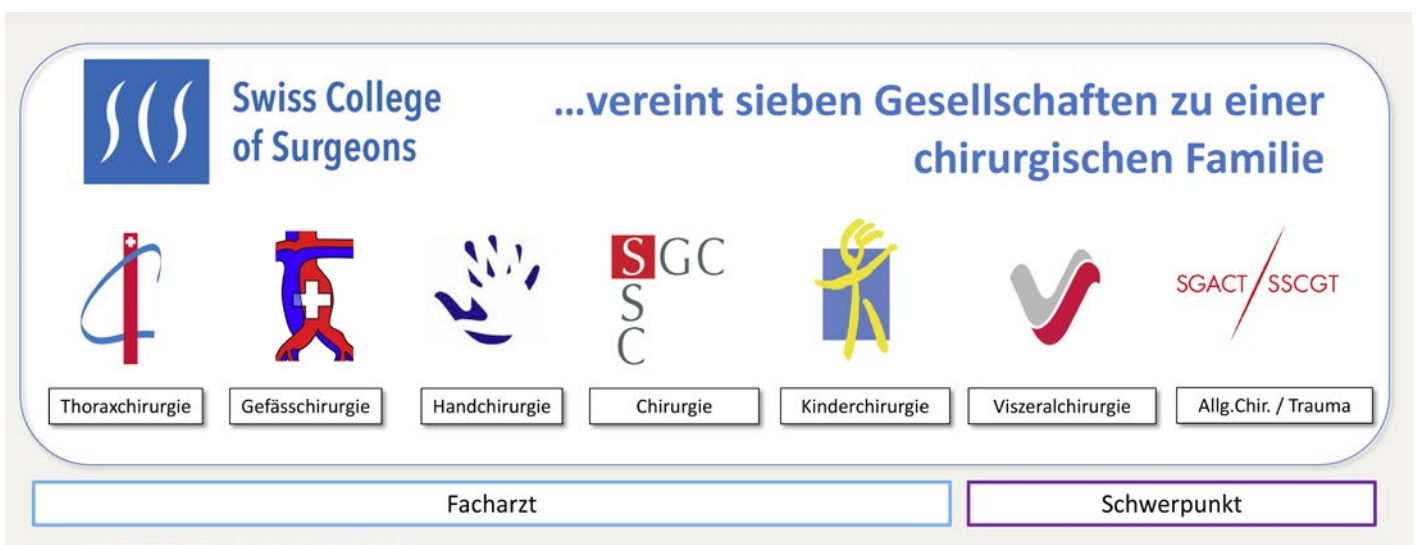 Swiss College
of Surgeons
...vereint sieben Gesellschaften zu einer
chirurgischen Familie
SGC
S
C
SGACT/SSCGT
Thoraxchirurgie
Gefässchirurgie
Handchirurgie
Chirurgie
Kinderchirurgie
Viszeralchirurgie
Allg.Chir. / Trauma
Facharzt
Schwerpunkt